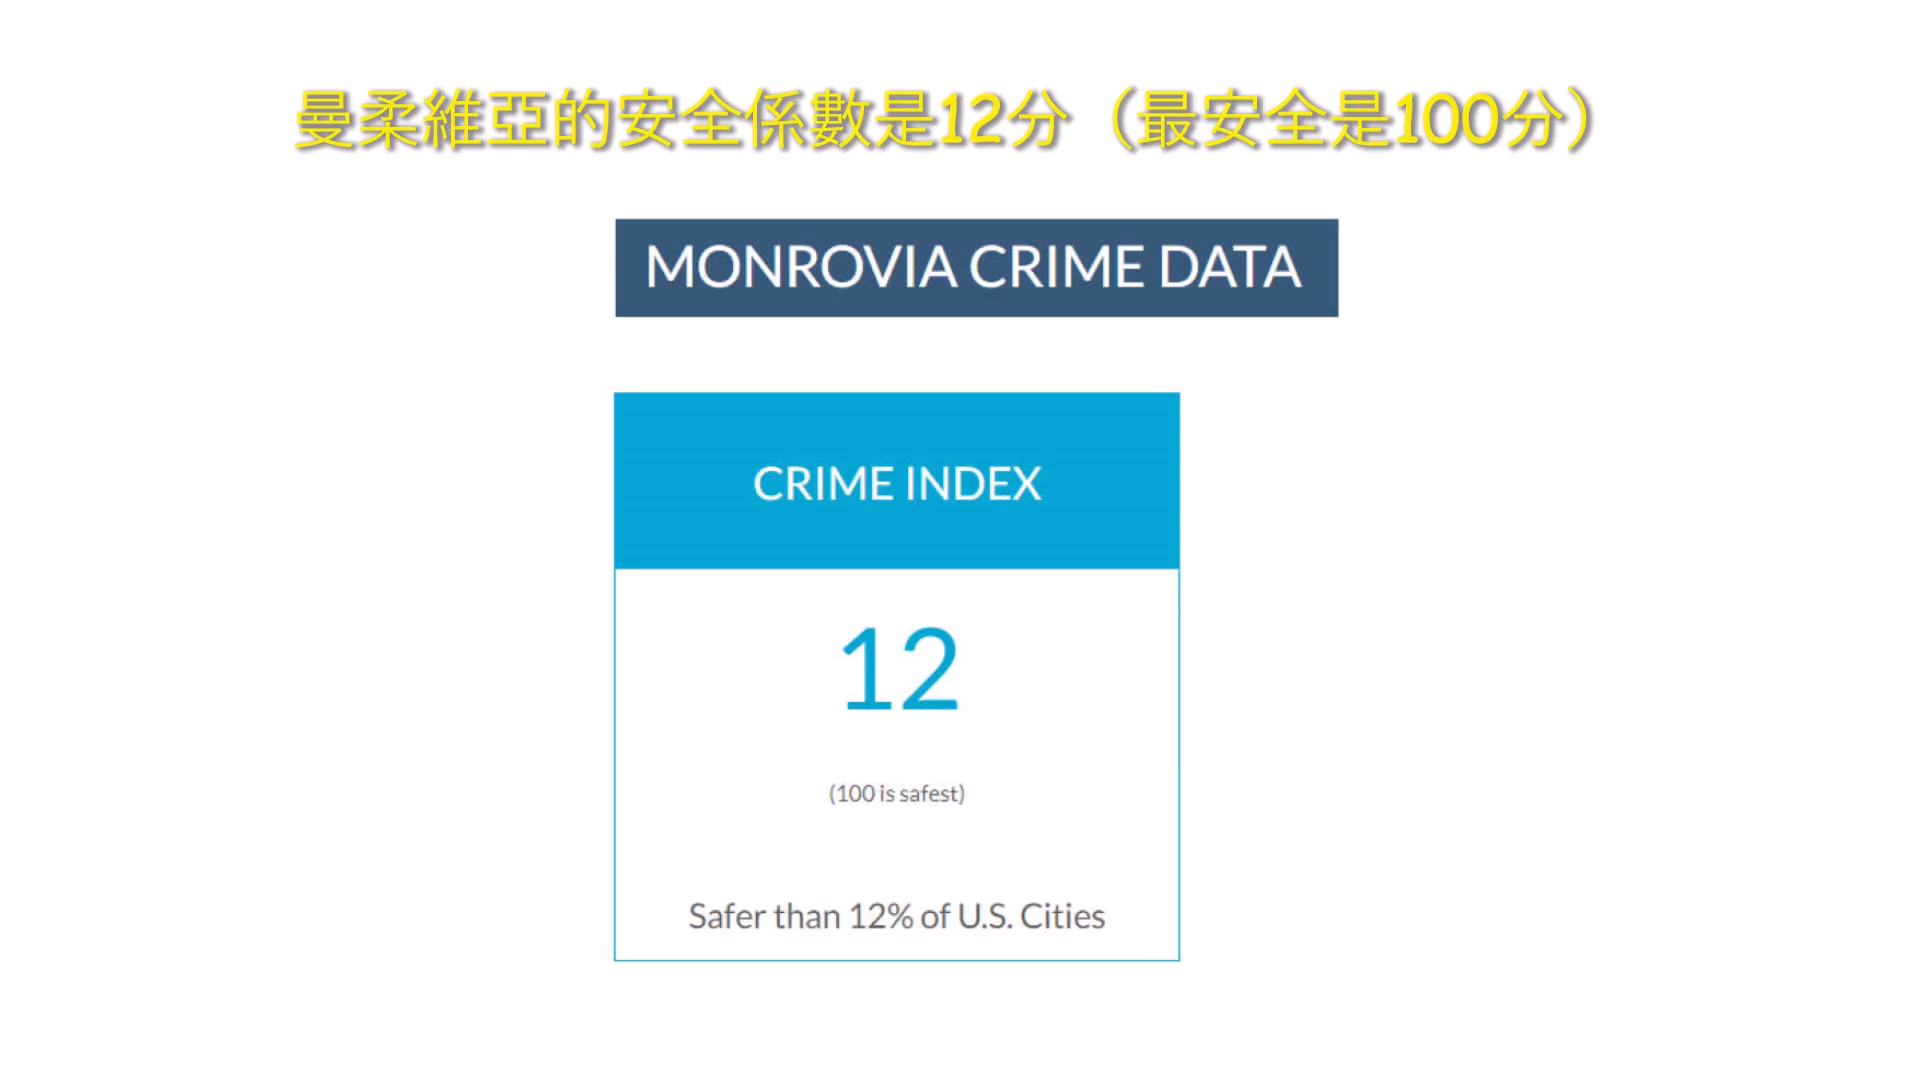 曼柔維亞的安全係數是12分（最安全是100分）
MONROVIA CRIME DATA
CRIME INDEX
12
(100 is safest)
Safer than 12% of U.S. Cities